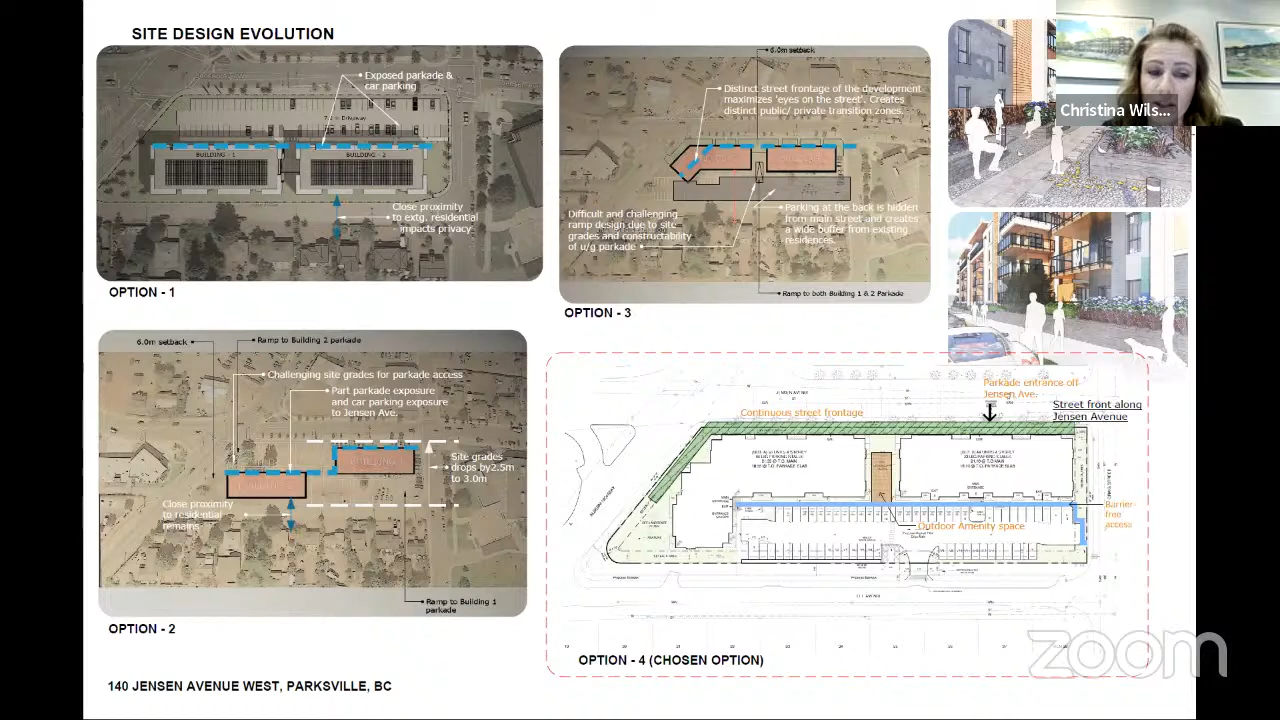 SITE DESIGN EVOLUTION
Exposed parkade &
car parking
BUILDING - 1
BUILDING - 2
Close proximity
to extg. residential
- impacts privacy
OPTION - 1
6.0m setback
Distinct street frontage of the development
maximizes 'eyes on the street'. Creates
distinct public/ private transition zones.
Difficult and challenging
ramp design due to site
grades and constructability
of u/g parkade
Parking at the back is hidden
from main street and creates
a wide buffer from existing
residences.
Ramp to both Building 1 & 2 Parkade
OPTION - 3
Christina Wils...
6.0m setback
Ramp to Building 2 parkade
Challenging site grades for parkade access
Part parkade exposure
and car parking exposure
to Jensen Ave.
Site grades
drops by2.5m
to 3.0m
Close proximity
to residential
remains
Ramp to Building 1
parkade
OPTION - 2
Parkade entrance off
Jensen Ave.
Street front along
Jensen Avenue
Continuous street frontage
JENSEN AVENUE
Barrier-
free
access
Outdoor Amenity space
OPTION - 4 (CHOSEN OPTION)
140 JENSEN AVENUE WEST, PARKSVILLE, BC
zoom